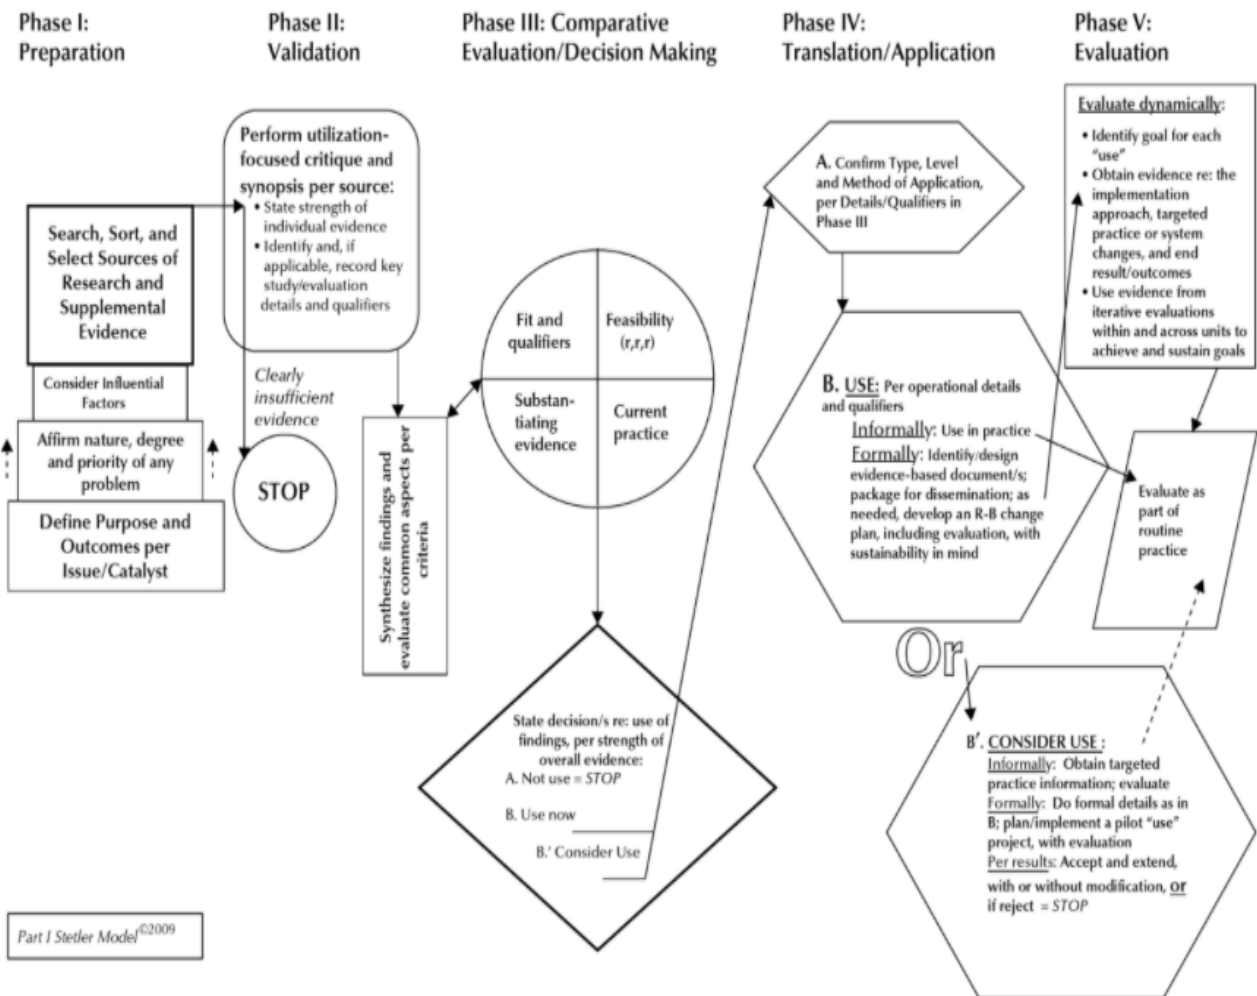 Phase I:
Preparation
Phase II:
Validation
Phase III: Comparative
Evaluation/Decision Making
Phase IV:
Translation/Application
Phase V:
Evaluation
Search, Sort, and
Select Sources of
Research and
Supplemental
Evidence
Consider Influential
Factors
Affirm nature, degree
and priority of any
problem
Define Purpose and
Outcomes per
Issue/Catalyst
Perform utilization-
focused critique and
synopsis per source:
• State strength of
individual evidence
• Identify and, if
applicable, record key
study/evaluation
details and qualifiers
Clearly
insufficient
evidence
STOP
Synthesize findings and
evaluate common aspects per
criteria
Fit and
qualifiers
Feasibility
(r,r,r)
Substan-
tiating
evidence
Current
practice
State decision/s re: use of
findings, per strength of
overall evidence:
A. Not use = STOP
B. Use now
B.' Consider Use
A. Confirm Type, Level
and Method of Application,
per Details/Qualifiers in
Phase III
B. USE: Per operational details
and qualifiers
Informally: Use in practice
Formally: Identify/design
evidence-based document/s;
package for dissemination; as
needed, develop an R-B change
plan, including evaluation, with
sustainability in mind
Or
B'. CONSIDER USE :
Informally: Obtain targeted
practice information; evaluate
Formally: Do formal details as in
B; plan/implement a pilot “use”
project, with evaluation
Per results: Accept and extend,
with or without modification, or
if reject = STOP
Evaluate dynamically:
• Identify goal for each
“use”
• Obtain evidence re: the
implementation
approach, targeted
practice or system
changes, and end
result/outcomes
• Use evidence from
iterative evaluations
within and across units to
achieve and sustain goals
Evaluate as
part of
routine
practice
Part I Stetler Model©2009